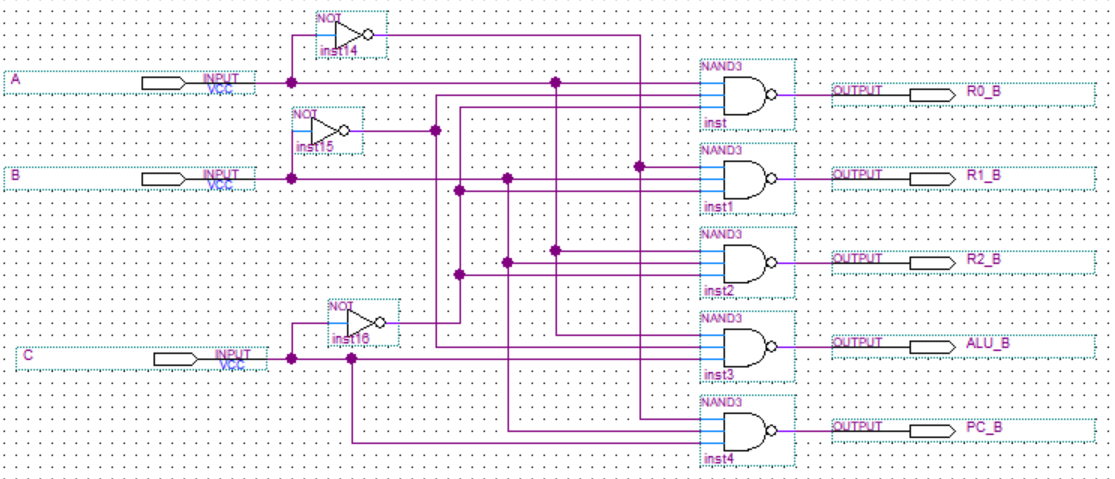 NOT
inst14
A
INPUT
VCC
NAND3
inst
OUTPUT
R0_B
NOT
inst15
B
INPUT
VCC
NAND3
inst1
OUTPUT
R1_B
NAND3
inst2
OUTPUT
R2_B
NOT
inst16
C
INPUT
VCC
NAND3
inst3
OUTPUT
ALU_B
NAND3
inst4
OUTPUT
PC_B